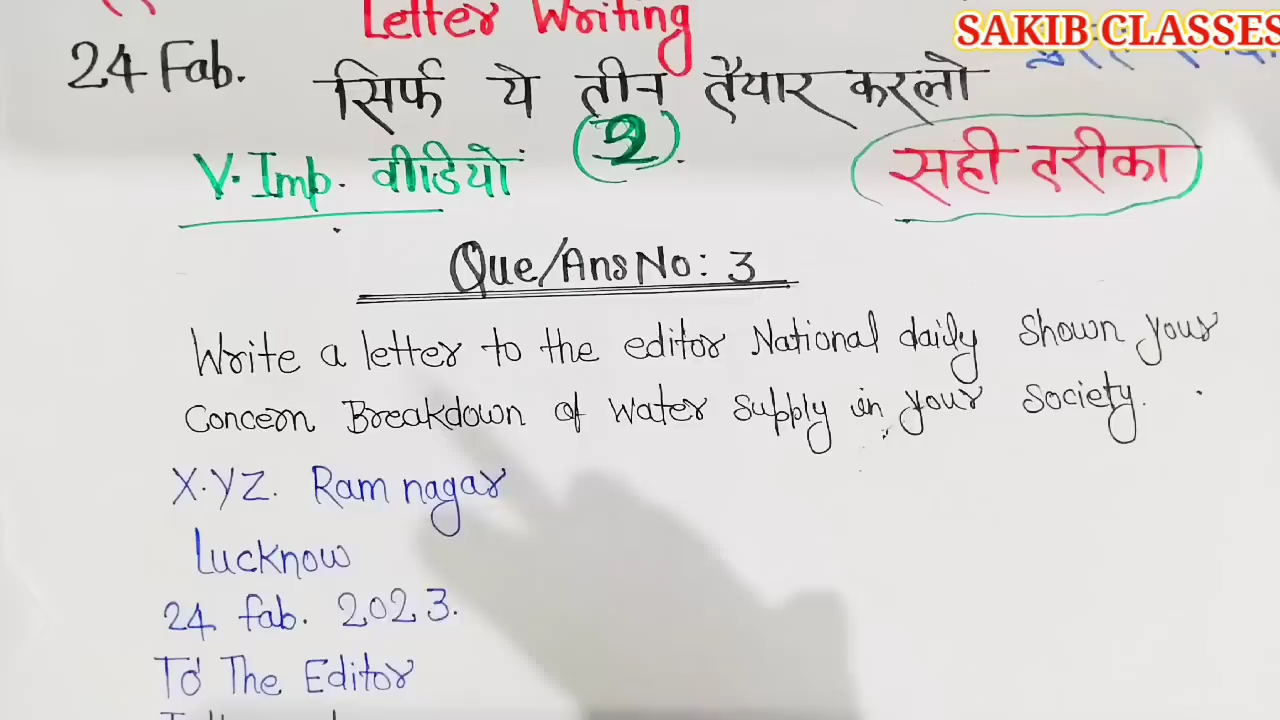 Letter Writing
SAKIB CLASSES
24 Fab. सिर्फ ये तीन तैयार करलो
V. Imp. वीडियों (2). सही तरीका
Que/Ans No: 3
Write a letter to the editor National daily Shown your
Concern Breakdown of Water Supply in your Society.
X.YZ. Ram nagar
Lucknow
24 fab. 2023.
To The Editor